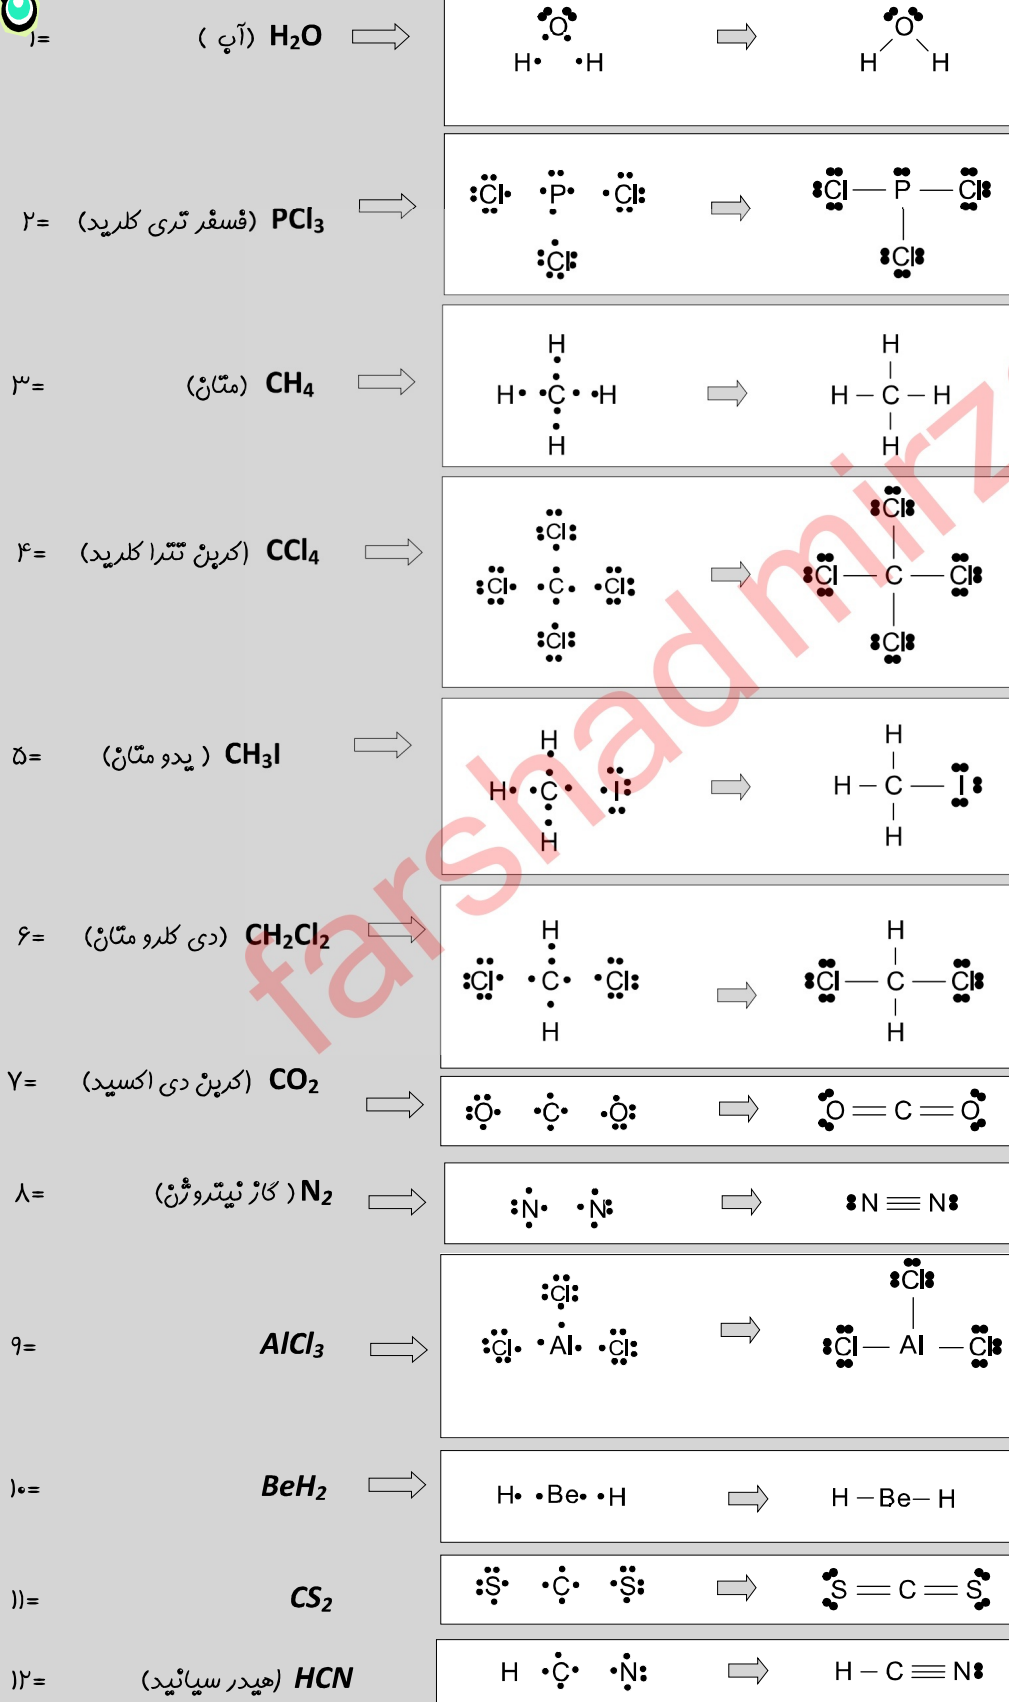 ۱= H₂O (آب)
H· ·O· ·H
H O H
۲= PCl₃ (فسفر تری کلرید)
Cl P Cl
Cl
Cl — P — Cl
Cl
۳= CH₄ (متان)
H
H C H
H
H
H — C — H
H
۴= CCl₄ (کربن تترا کلرید)
Cl
Cl C Cl
Cl
Cl
Cl — C — Cl
Cl
۵= CH₃I (یدو متان)
H
H C I
H
H
H — C — I
H
۶= CH₂Cl₂ (دی کلرو متان)
H
Cl C Cl
H
H
Cl — C — Cl
H
۷= CO₂ (کربن دی اکسید)
O C O
O = C = O
۸= N₂ (گاز نیتروژن)
N N
N ≡ N
۹= AlCl₃
Cl
Cl Al Cl
Cl
Cl — Al — Cl
۱۰= BeH₂
H Be H
H — Be — H
۱۱= CS₂
S C S
S = C = S
۱۲= HCN (هیدر سیانید)
H C N
H — C ≡ N
farshad mirz